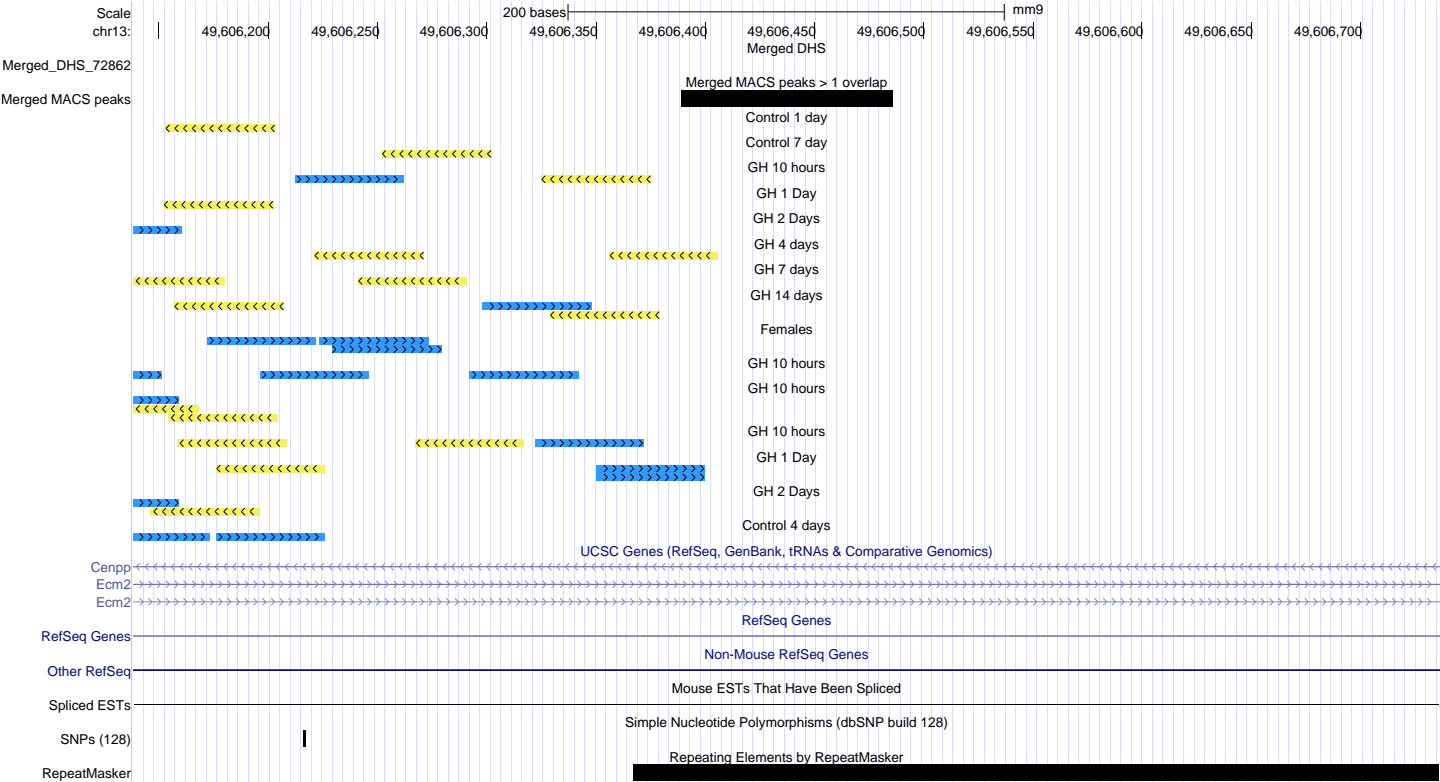 Scale 200 bases mm9
chr13: 49,606,200 49,606,250 49,606,300 49,606,350 49,606,400 49,606,450 49,606,500 49,606,550 49,606,600 49,606,650 49,606,700
Merged DHS
Merged_DHS_72862
Merged MACS peaks > 1 overlap
Merged MACS peaks
Control 1 day
Control 7 day
GH 10 hours
GH 1 Day
GH 2 Days
GH 4 days
GH 7 days
GH 14 days
Females
GH 10 hours
GH 10 hours
GH 10 hours
GH 1 Day
GH 2 Days
Control 4 days
UCSC Genes (RefSeq, GenBank, tRNAs & Comparative Genomics)
Cenpp
Ecm2
Ecm2
RefSeq Genes
RefSeq Genes
Non-Mouse RefSeq Genes
Other RefSeq
Mouse ESTs That Have Been Spliced
Spliced ESTs
Simple Nucleotide Polymorphisms (dbSNP build 128)
SNPs (128)
Repeating Elements by RepeatMasker
RepeatMasker